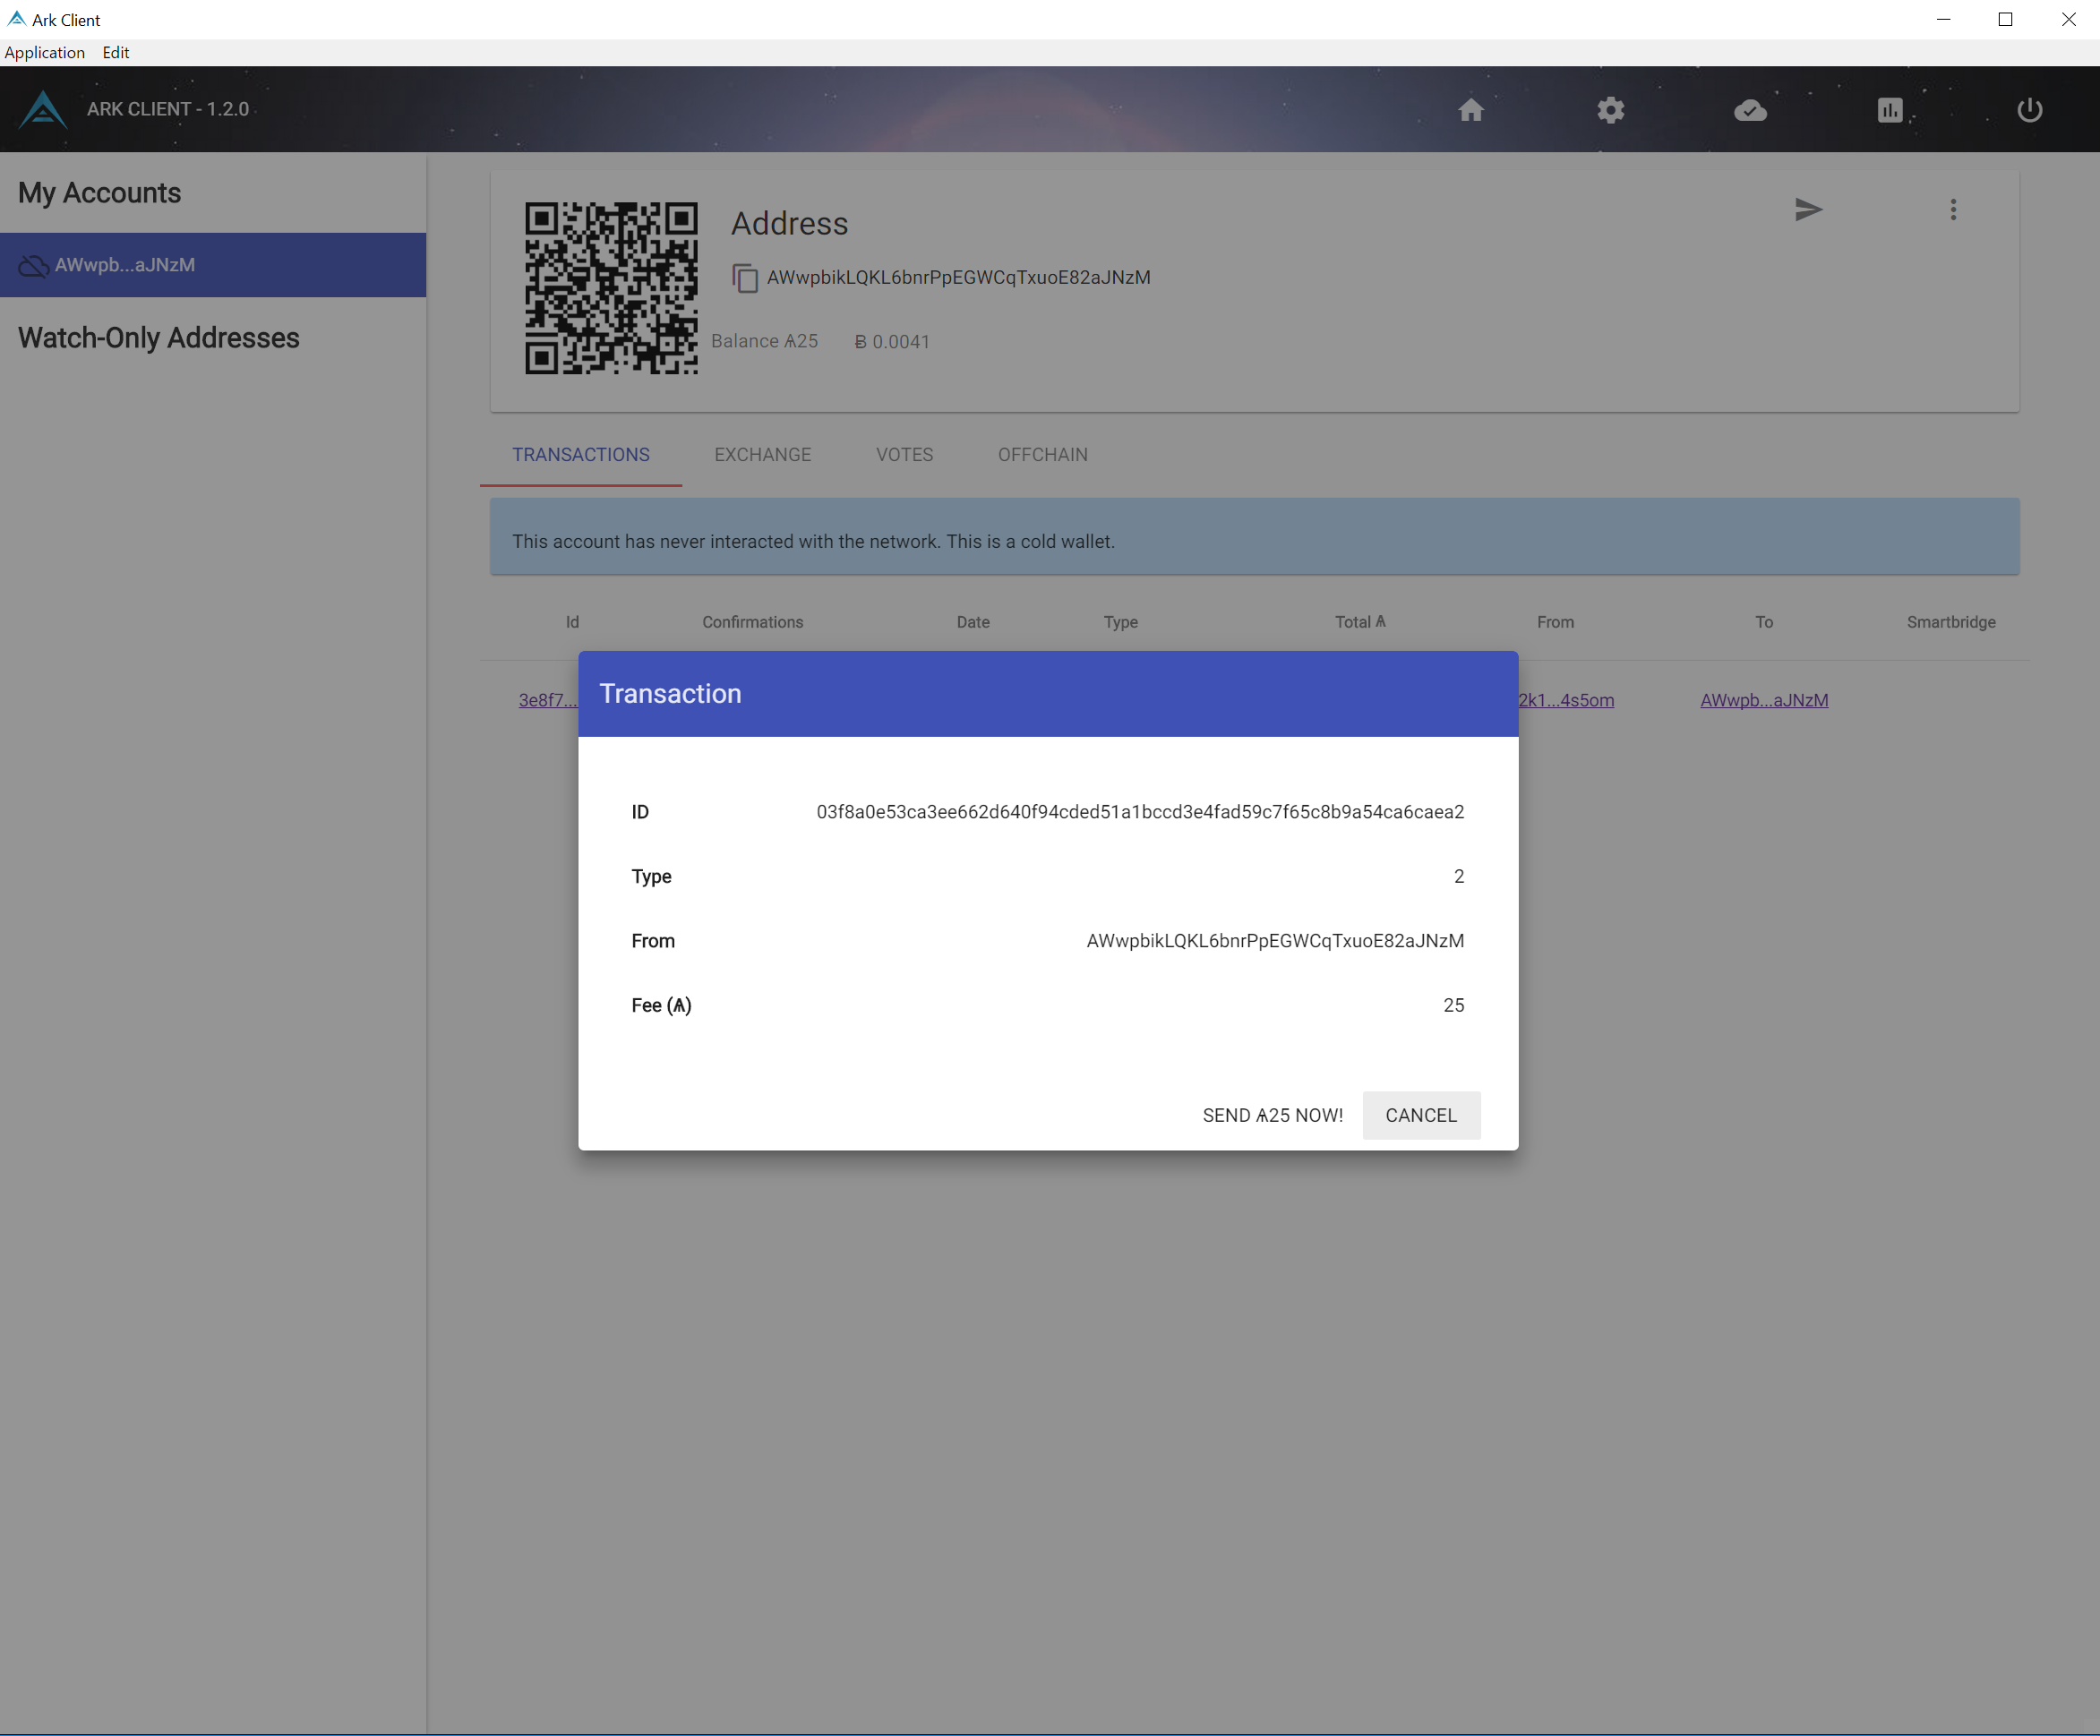 Ark Client
Application Edit
ARK CLIENT - 1.2.0
My Accounts
AWwpb...aJNzM
Watch-Only Addresses
Address
AWwpbikLQKL6bnrPpEGWCqTxuoE82aJNzM
Balance Ѧ25 Ƀ 0.0041
TRANSACTIONS EXCHANGE VOTES OFFCHAIN
This account has never interacted with the network. This is a cold wallet.
Id Confirmations Date Type Total Ѧ From To Smartbridge
3e8f7... 2k1...4s5om AWwpb...aJNzM
Transaction
ID 03f8a0e53ca3ee662d640f94cded51a1bccd3e4fad59c7f65c8b9a54ca6caea2
Type 2
From AWwpbikLQKL6bnrPpEGWCqTxuoE82aJNzM
Fee (Ѧ) 25
SEND Ѧ25 NOW! CANCEL